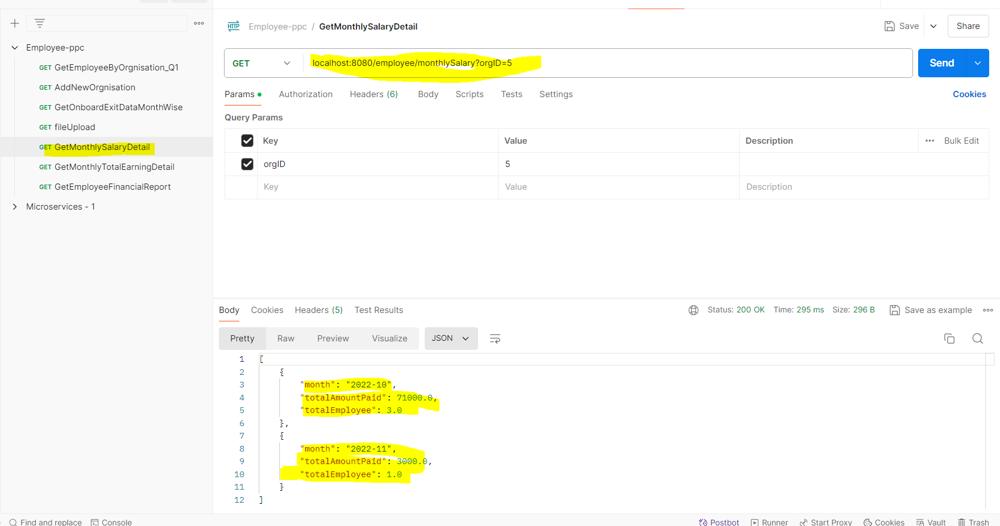 HTTP Employee-ppc / GetMonthlySalaryDetail Save Share
Employee-ppc
GET GetEmployeeByOrgnisation_Q1
GET AddNewOrgnisation
GET GetOnboardExitDataMonthWise
GET fileUpload
GET GetMonthlySalaryDetail
GET GetMonthlyTotalEarningDetail
GET GetEmployeeFinancialReport
Microservices - 1
GET localhost:8080/employee/monthlySalary?orgID=5 Send
Params Authorization Headers (6) Body Scripts Tests Settings Cookies
Query Params
Key Value Description Bulk Edit
orgID 5
Key Value Description
Body Cookies Headers (5) Test Results Status: 200 OK Time: 295 ms Size: 296 B Save as example
Pretty Raw Preview Visualize JSON
1 [
2 {
3 "month": "2022-10",
4 "totalAmountPaid": 71000.0,
5 "totalEmployee": 3.0
6 },
7 {
8 "month": "2022-11",
9 "totalAmountPaid": 3000.0,
10 "totalEmployee": 1.0
11 }
12 ]
Find and replace Console Postbot Runner Start Proxy Cookies Vault Trash